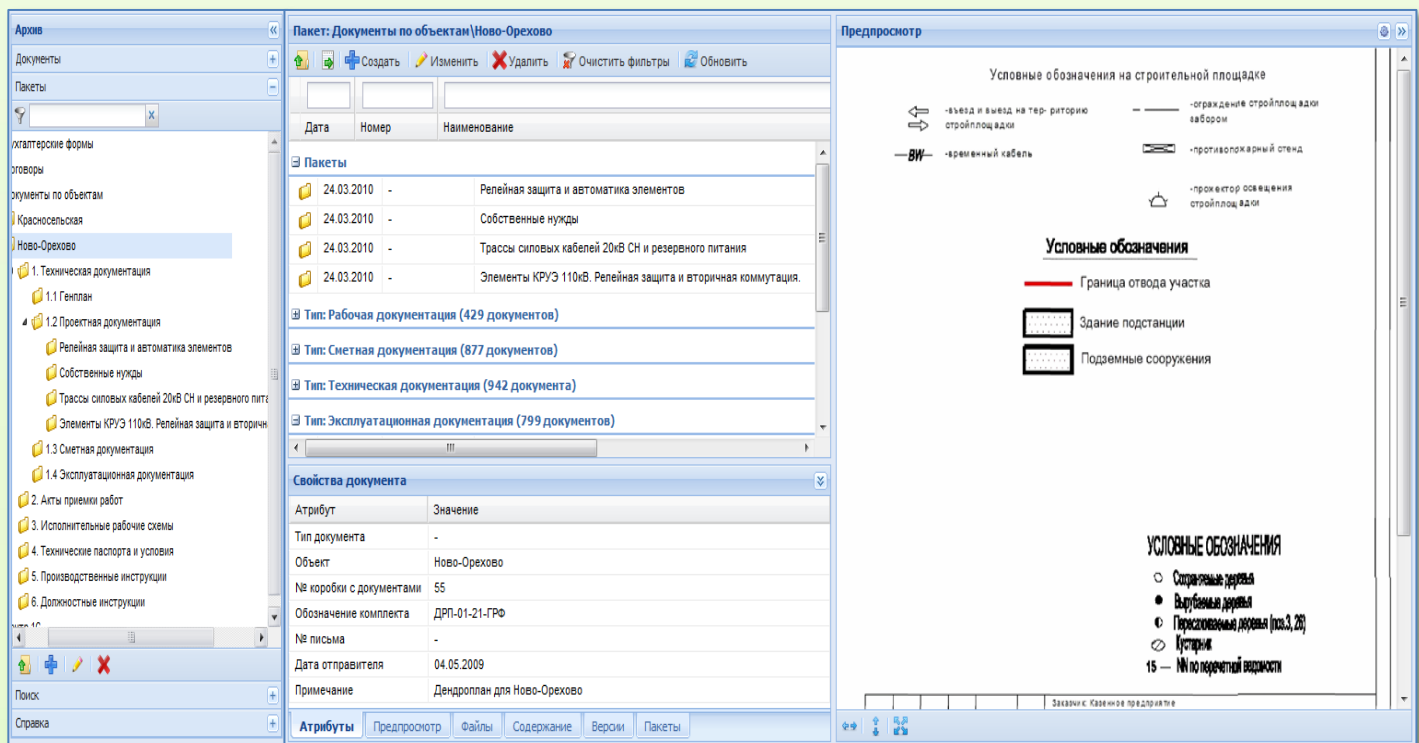 Архив
Документы
Пакеты
хгалтерские формы
оговоры
окументы по объектам
Красносельская
Ново-Орехово
1. Техническая документация
1.1 Генплан
1.2 Проектная документация
Релейная защита и автоматика элементов
Собственные нужды
Трассы силовых кабелей 20кВ СН и резервного пита
Элементы КРУЭ 110кВ. Релейная защита и вторичн
1.3 Сметная документация
1.4 Эксплуатационная документация
2. Акты приемки работ
3. Исполнительные рабочие схемы
4. Технические паспорта и условия
5. Производственные инструкции
6. Должностные инструкции
Поиск
Справка
Пакет: Документы по объектам\Ново-Орехово
Создать Изменить Удалить Очистить фильтры Обновить
Дата Номер Наименование
Пакеты
24.03.2010 - Релейная защита и автоматика элементов
24.03.2010 - Собственные нужды
24.03.2010 - Трассы силовых кабелей 20кВ СН и резервного питания
24.03.2010 - Элементы КРУЭ 110кВ. Релейная защита и вторичная коммутация.
Тип: Рабочая документация (429 документов)
Тип: Сметная документация (877 документов)
Тип: Техническая документация (942 документа)
Тип: Эксплуатационная документация (799 документов)
Свойства документа
Атрибут Значение
Тип документа -
Объект Ново-Орехово
№ коробки с документами 55
Обозначение комплекта ДРП-01-21-ГРФ
№ письма -
Дата отправителя 04.05.2009
Примечание Дендроплан для Ново-Орехово
Атрибуты Предпросмотр Файлы Содержание Версии Пакеты
Предпросмотр
Условные обозначения на строительной площадке
-въезд и выезд на тер- риторию
стройплощадки
-ограждение стройплощадки
забором
BW -временный кабель
-противопожарный стенд
-прожектор освещения
стройплощадки
Условные обозначения
Граница отвода участка
Здание подстанции
Подземные сооружения
УСЛОВНЫЕ ОБОЗНАЧЕНИЯ
Сохраняемые деревья
Вырубаемые деревья
Пересаживаемые деревья (поз.3, 26)
Кустарник
15 — NN по перечетной ведомости
Заказчик: Казенное предприятие